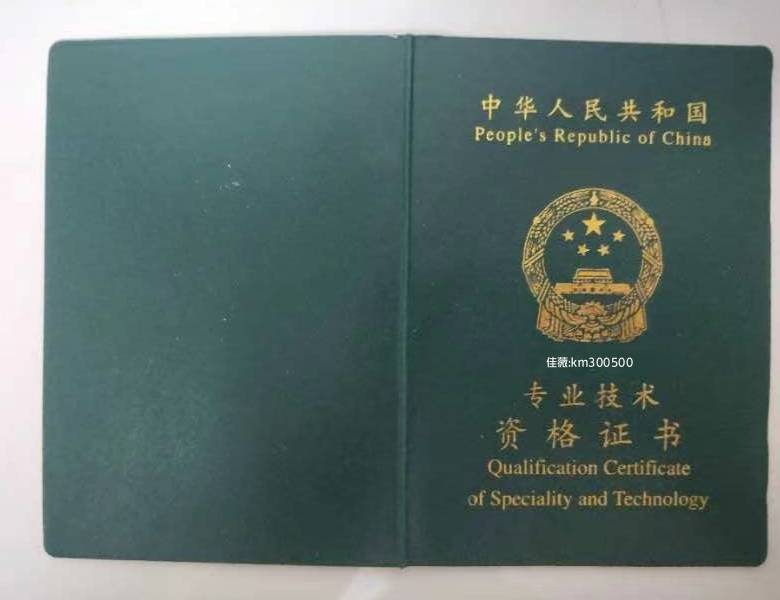 中华人民共和国
People's Republic of China
佳薇:km300500
专业技术
资格证书
Qualification Certificate
of Speciality and Technology